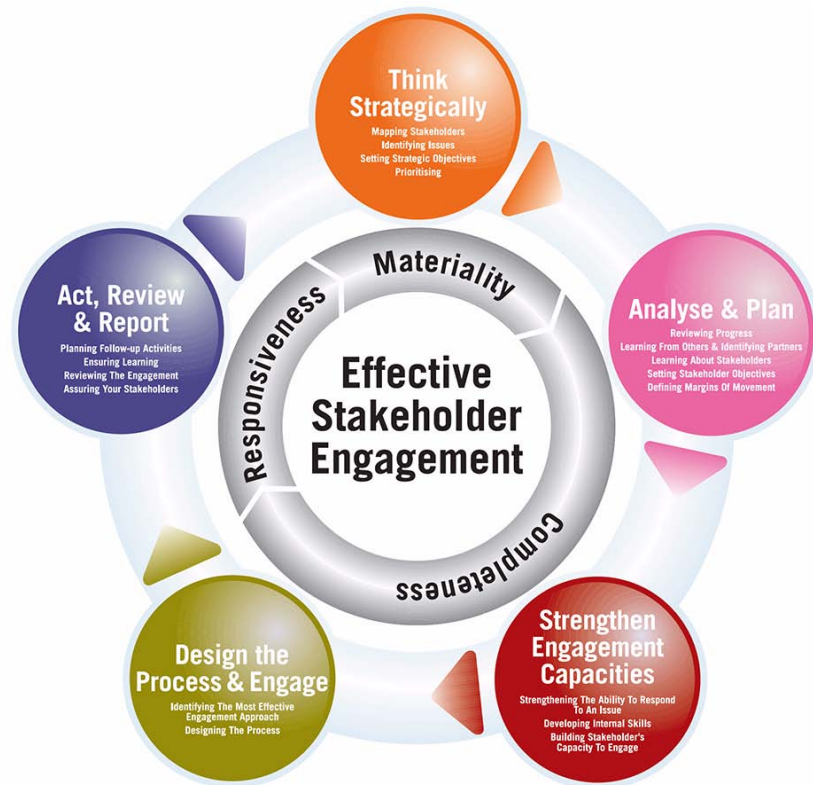 Think
Strategically
Mapping Stakeholders
Identifying Issues
Setting Strategic Objectives
Prioritising
Analyse & Plan
Reviewing Progress
Learning From Others & Identifying Partners
Learning About Stakeholders
Setting Stakeholder Objectives
Defining Margins Of Movement
Strengthen
Engagement
Capacities
Strengthening The Ability To Respond
To An Issue
Developing Internal Skills
Building Stakeholder's
Capacity To Engage
Design the
Process & Engage
Identifying The Most Effective
Engagement Approach
Designing The Process
Act, Review
& Report
Planning Follow-up Activities
Ensuring Learning
Reviewing The Engagement
Assuring Your Stakeholders
Materiality
Completeness
Responsiveness
Effective
Stakeholder
Engagement